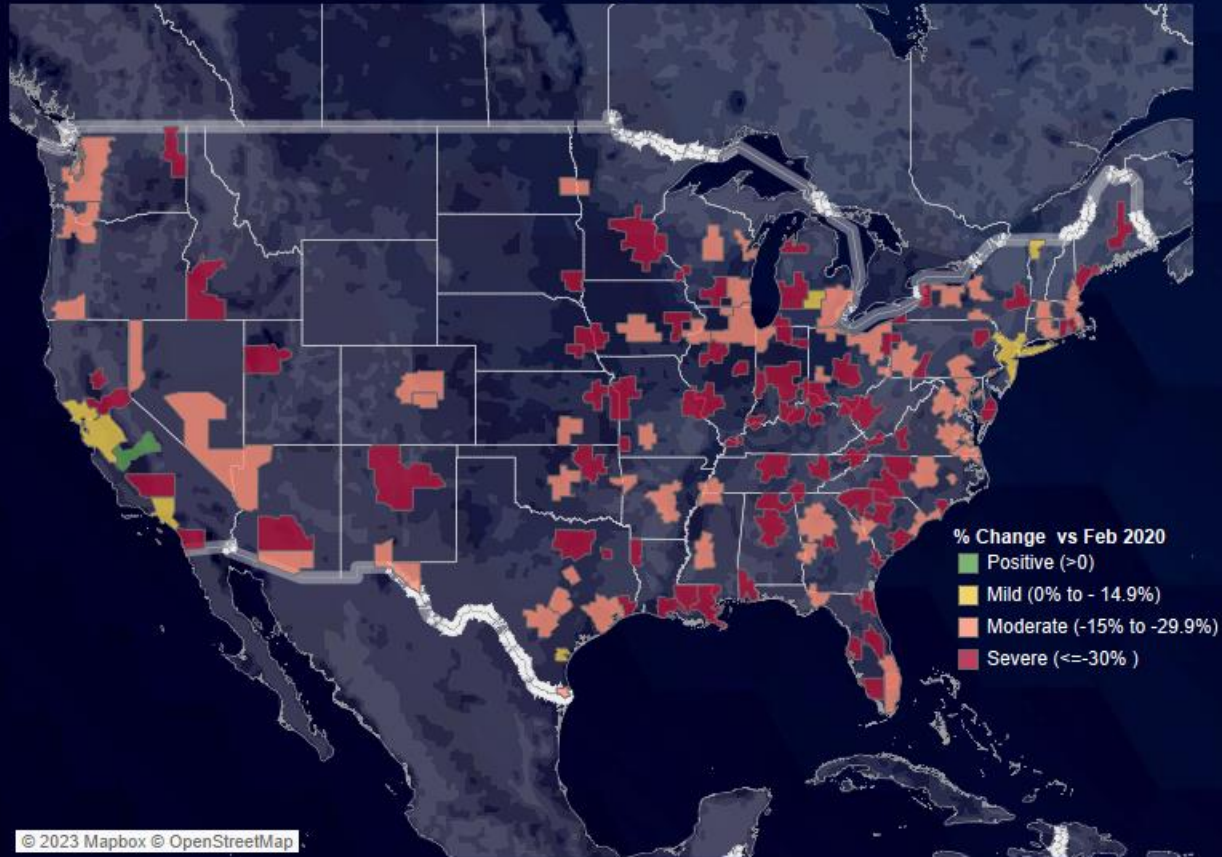 % Change  vs Feb 2020
Positive (>0)
Mild (0% to - 14.9%)
Moderate (-15% to -29.9%)
Severe (<=-30% )
© 2023 Mapbox © OpenStreetMap